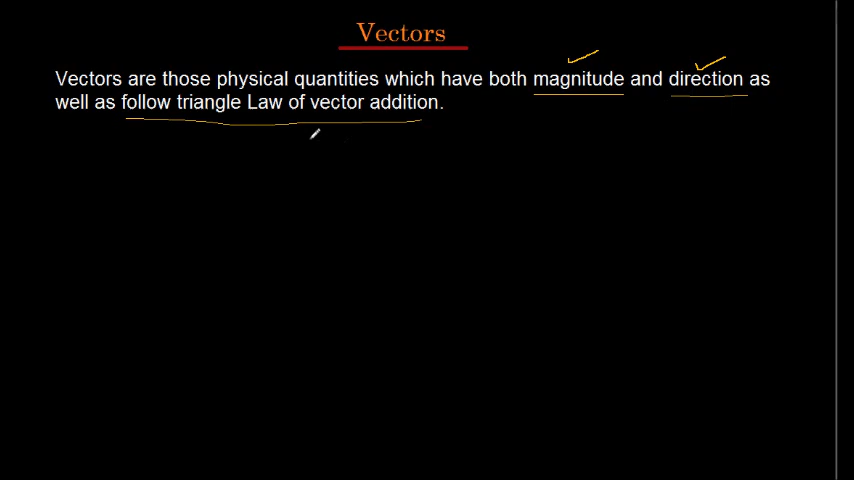 Vectors
Vectors are those physical quantities which have both magnitude and direction as
well as follow triangle Law of vector addition.